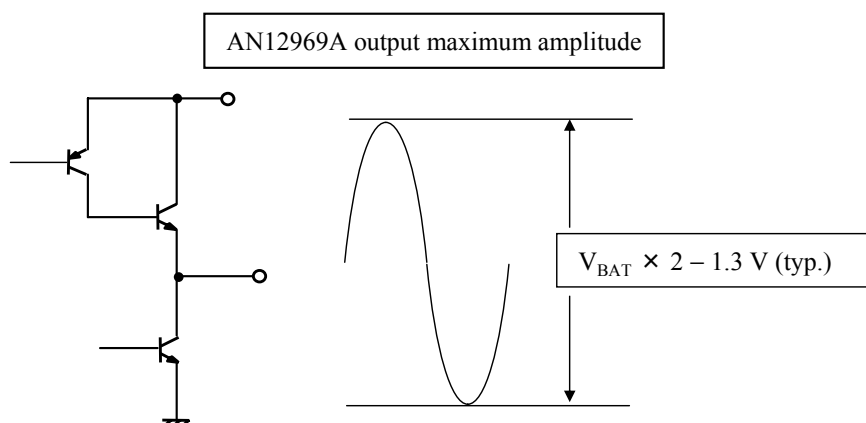 AN12969A output maximum amplitude
V_BAT × 2 – 1.3 V (typ.)